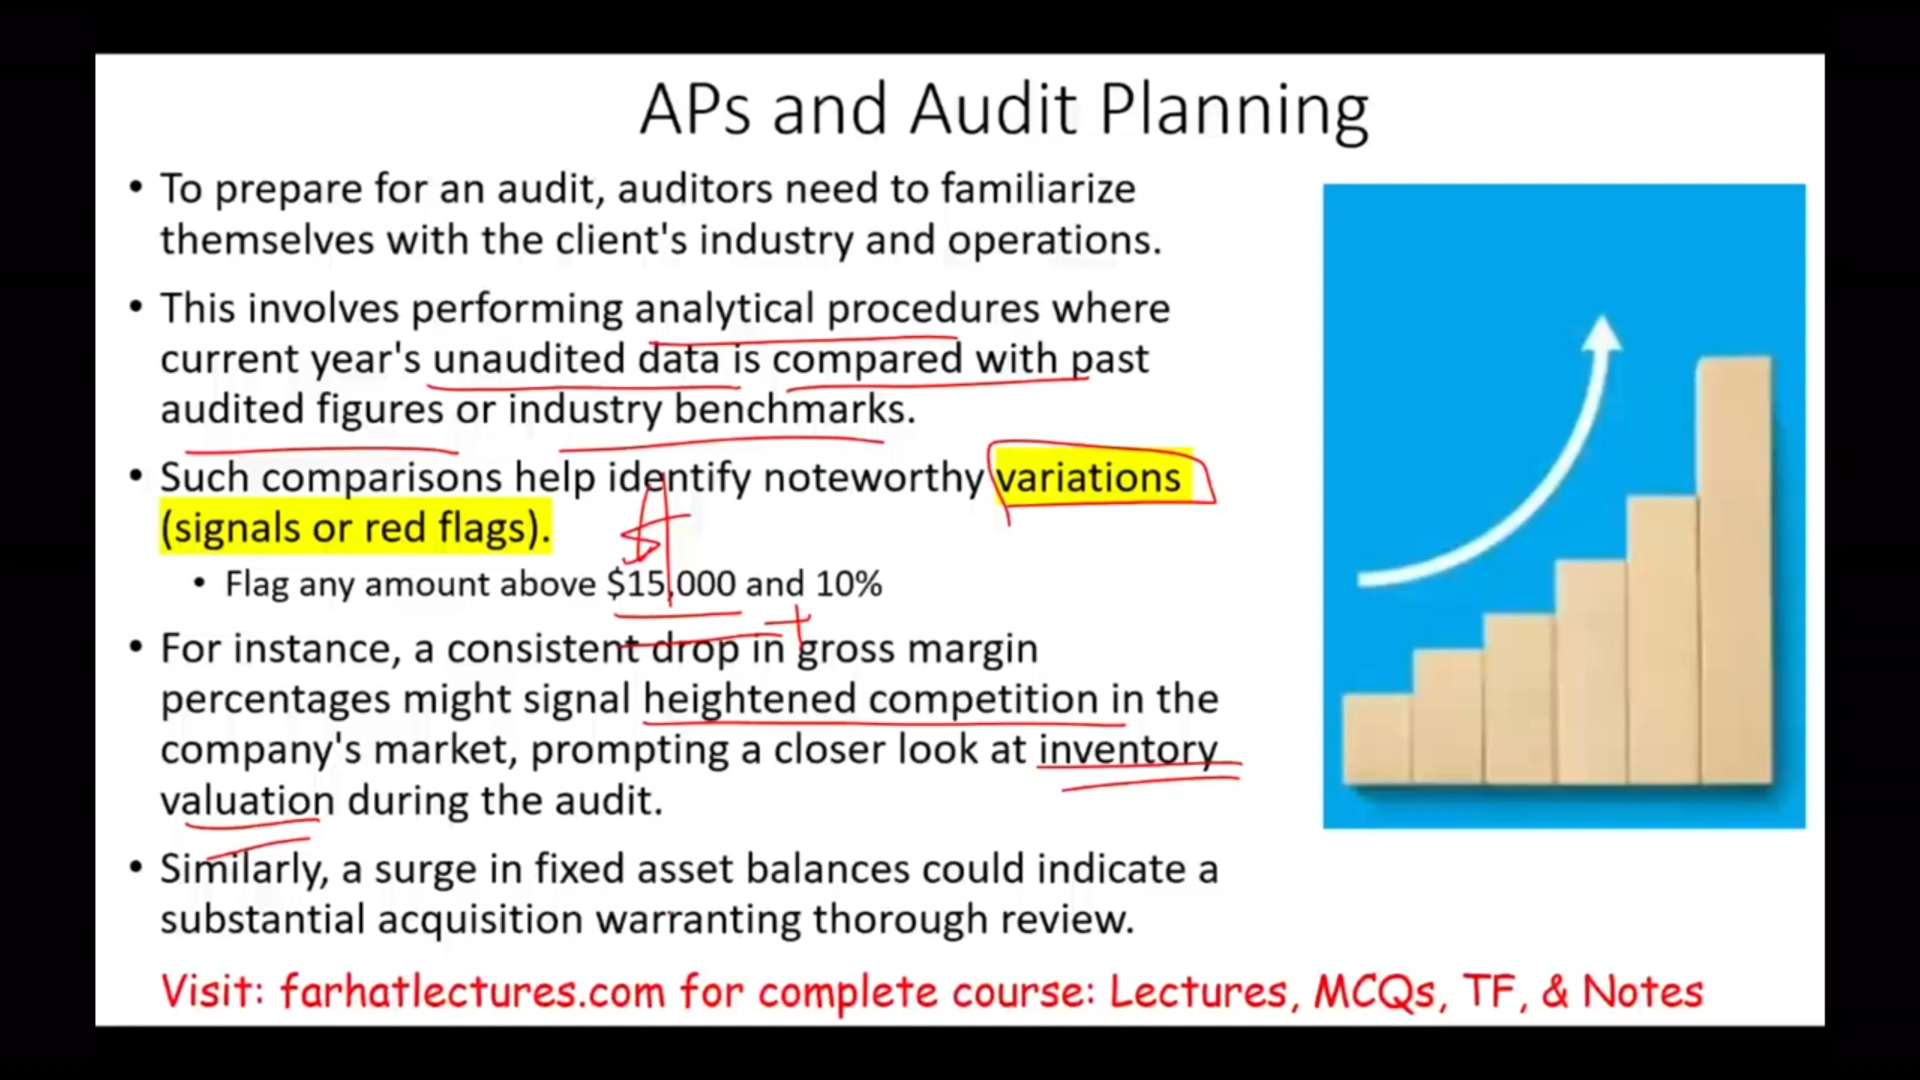 APs and Audit Planning
• To prepare for an audit, auditors need to familiarize
themselves with the client's industry and operations.
• This involves performing analytical procedures where
current year's unaudited data is compared with past
audited figures or industry benchmarks.
• Such comparisons help identify noteworthy variations
(signals or red flags).
$
• Flag any amount above $15,000 and 10%
• For instance, a consistent drop in gross margin
percentages might signal heightened competition in the
company's market, prompting a closer look at inventory
valuation during the audit.
• Similarly, a surge in fixed asset balances could indicate a
substantial acquisition warranting thorough review.
Visit: farhatlectures.com for complete course: Lectures, MCQs, TF, & Notes